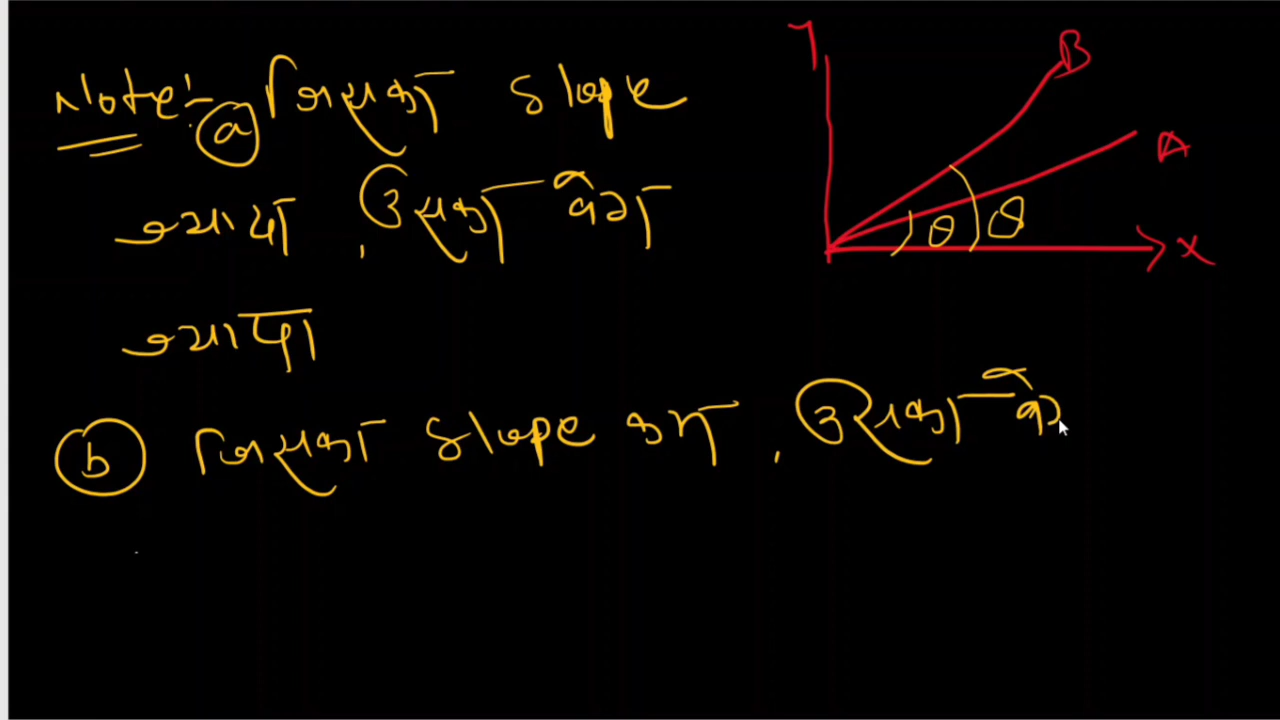 Note:- (a) जिसका slope
ज्यादा, उसका वेग
ज्यादा
(b) जिसका slope कम, उसका वेग
Y
B
A
θ θ
X